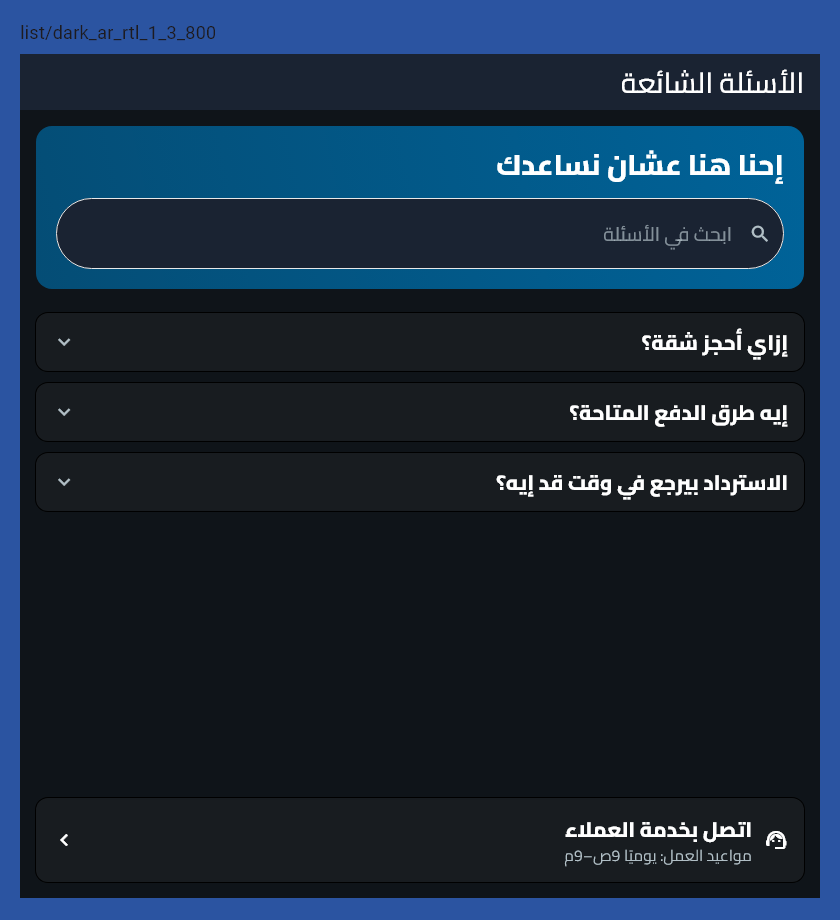 list/dark_ar_rtl_1_3_800
الأسئلة الشائعة
إحنا هنا عشان نساعدك
ابحث في الأسئلة
إزاي أحجز شقة؟
إيه طرق الدفع المتاحة؟
الاسترداد بيرجع في وقت قد إيه؟
اتصل بخدمة العملاء
مواعيد العمل: يوميًا 9ص–9م